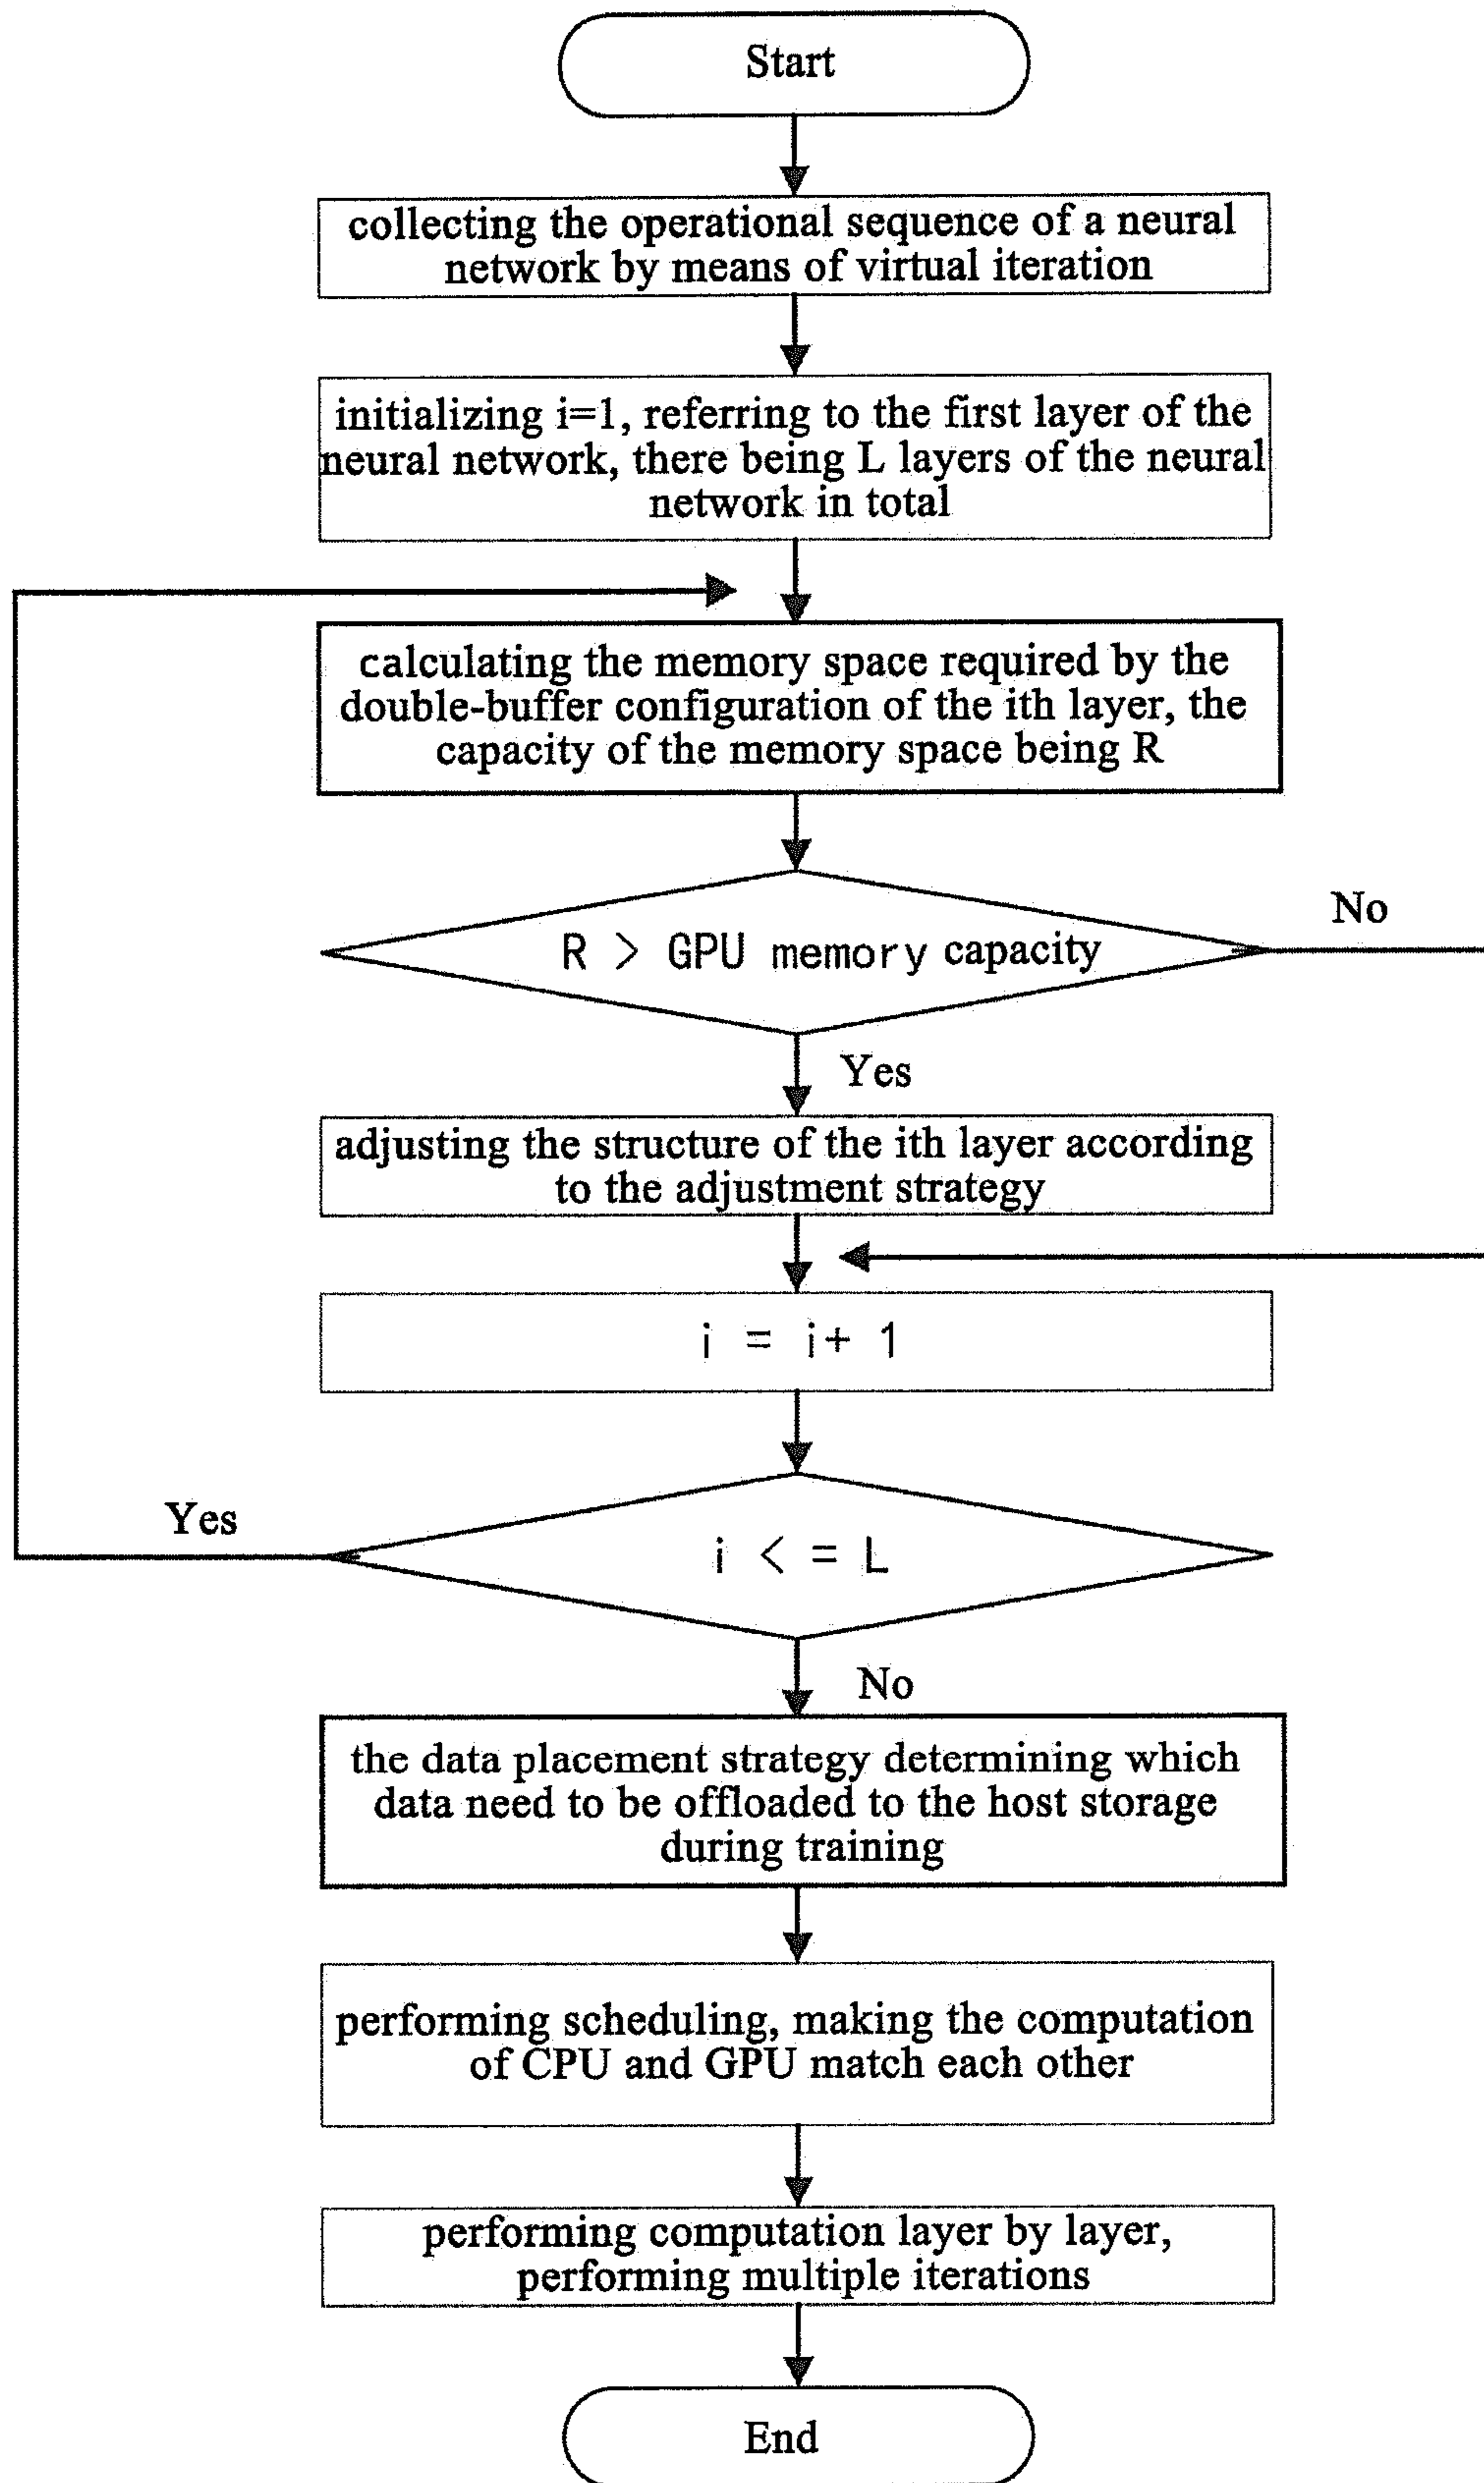 Start
collecting the operational sequence of a neural
network by means of virtual iteration
initializing i=1, referring to the first layer of the
neural network, there being L layers of the neural
network in total
calculating the memory space required by the
double-buffer configuration of the ith layer, the
capacity of the memory space being R
R > GPU memory capacity
No
Yes
adjusting the structure of the ith layer according
to the adjustment strategy
i = i+ 1
Yes
i < = L
No
the data placement strategy determining which
data need to be offloaded to the host storage
during training
performing scheduling, making the computation
of CPU and GPU match each other
performing computation layer by layer,
performing multiple iterations
End